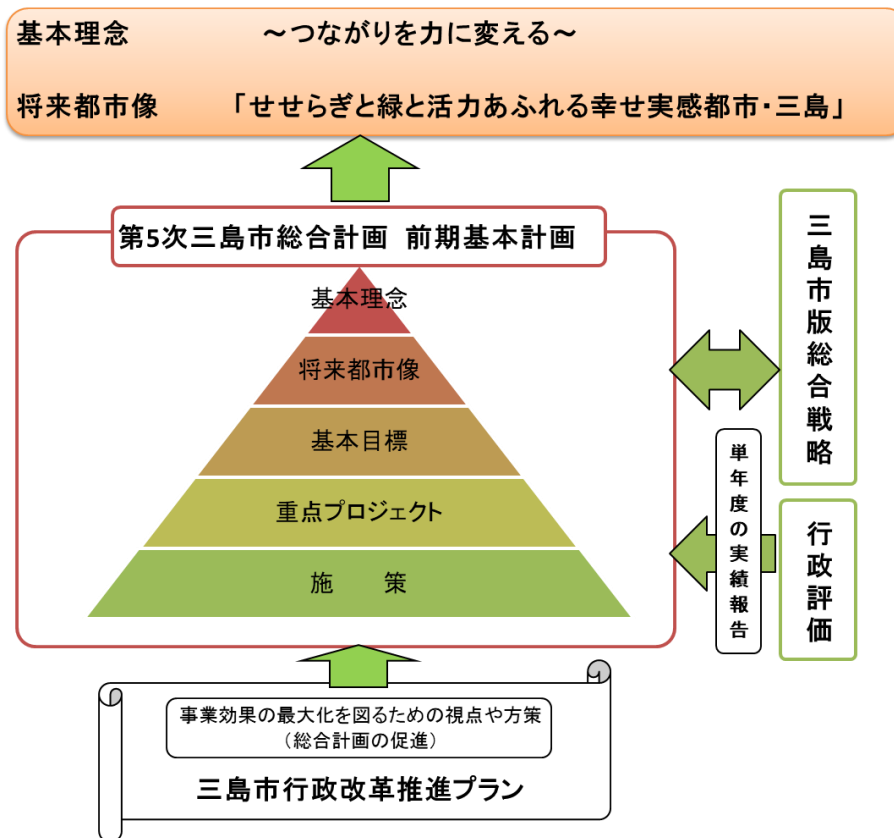 基本理念 ～つながりを力に変える～
将来都市像 「せせらぎと緑と活力あふれる幸せ実感都市・三島」
第5次三島市総合計画 前期基本計画
基本理念
将来都市像
基本目標
重点プロジェクト
施 策
三島市版総合戦略
単年度の実績報告
行政評価
事業効果の最大化を図るための視点や方策
（総合計画の促進）
三島市行政改革推進プラン